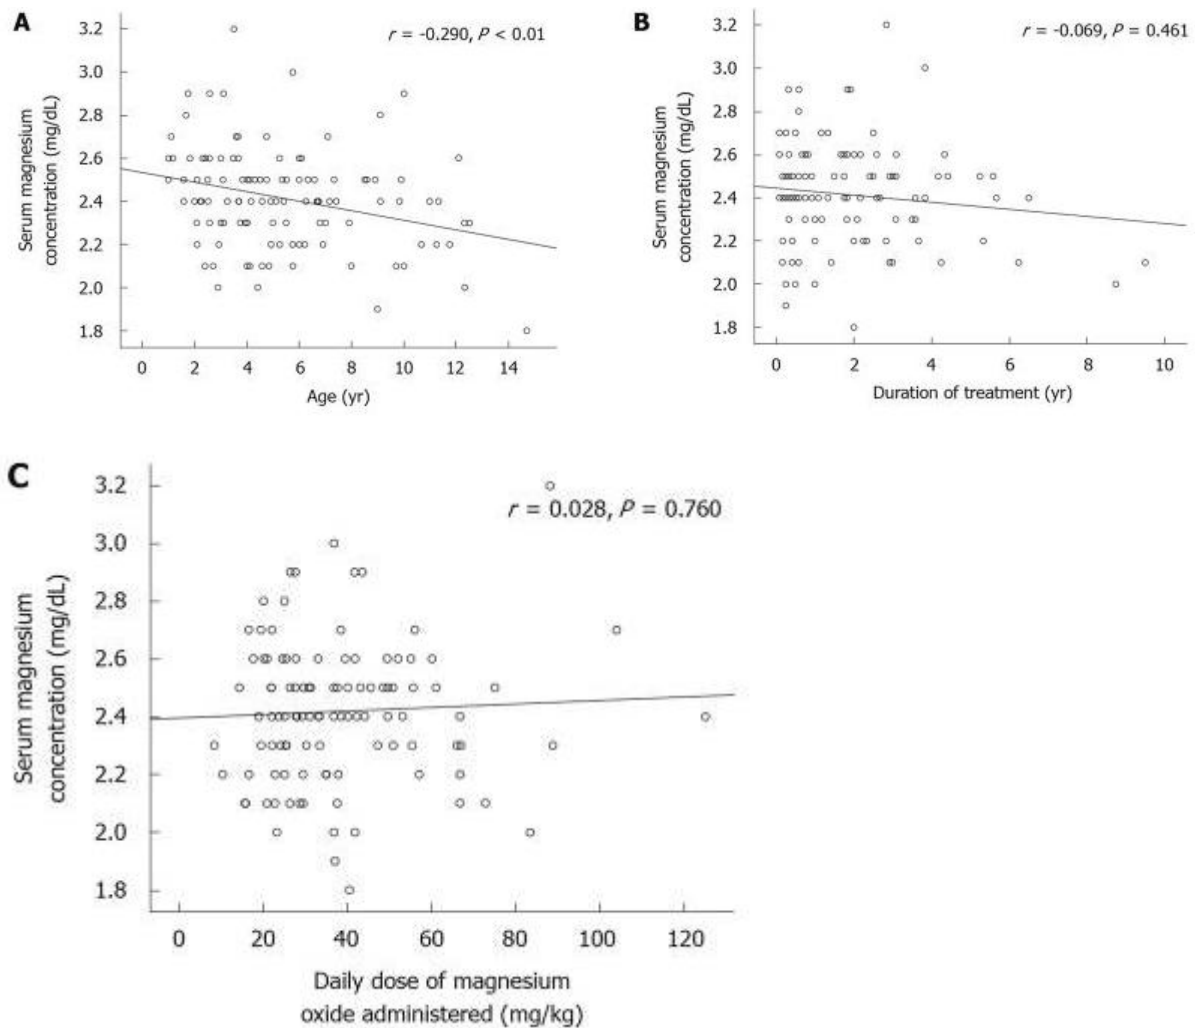 A
r = -0.290, P < 0.01
Serum magnesium
concentration (mg/dL)
3.2
3.0
2.8
2.6
2.4
2.2
2.0
1.8
0 2 4 6 8 10 12 14
Age (yr)
B
r = -0.069, P = 0.461
Serum magnesium
concentration (mg/dL)
3.2
3.0
2.8
2.6
2.4
2.2
2.0
1.8
0 2 4 6 8 10
Duration of treatment (yr)
C
r = 0.028, P = 0.760
Serum magnesium
concentration (mg/dL)
3.2
3.0
2.8
2.6
2.4
2.2
2.0
1.8
0 20 40 60 80 100 120
Daily dose of magnesium
oxide administered (mg/kg)